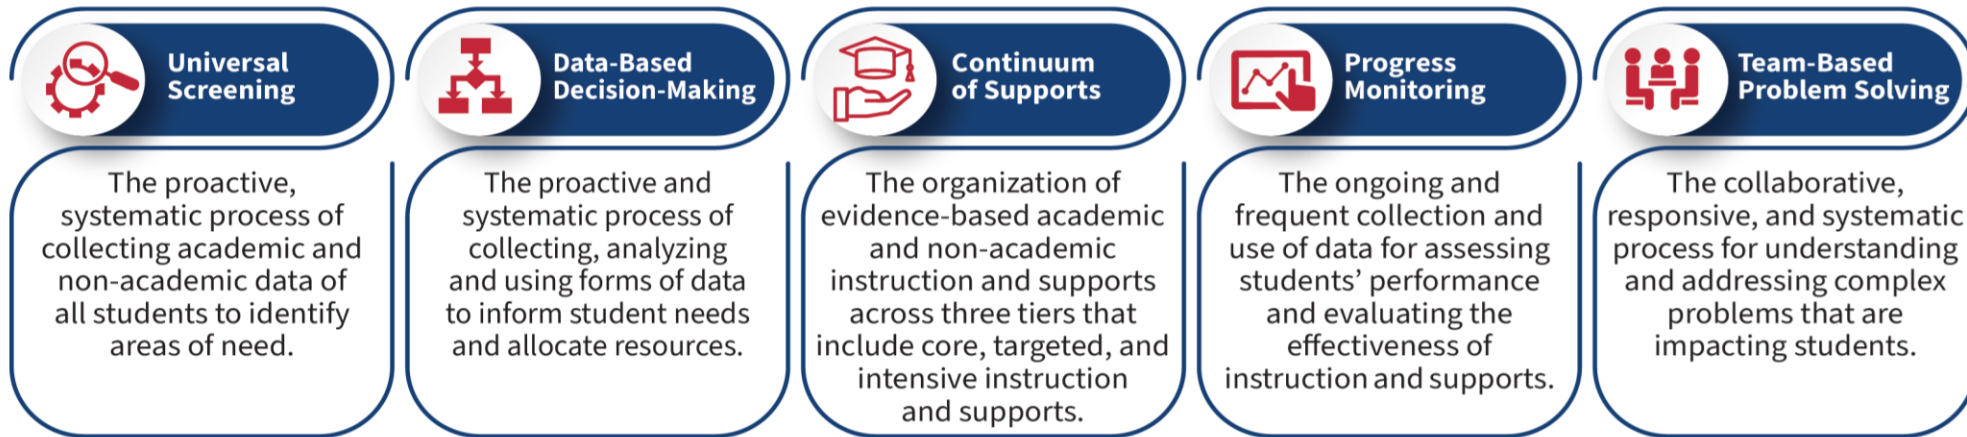 Universal
Screening
The proactive,
systematic process of
collecting academic and
non-academic data of
all students to identify
areas of need.
Data-Based
Decision-Making
The proactive and
systematic process of
collecting, analyzing
and using forms of data
to inform student needs
and allocate resources.
Continuum
of Supports
The organization of
evidence-based academic
and non-academic
instruction and supports
across three tiers that
include core, targeted, and
intensive instruction
and supports.
Progress
Monitoring
The ongoing and
frequent collection and
use of data for assessing
students’ performance
and evaluating the
effectiveness of
instruction and supports.
Team-Based
Problem Solving
The collaborative,
responsive, and systematic
process for understanding
and addressing complex
problems that are
impacting students.